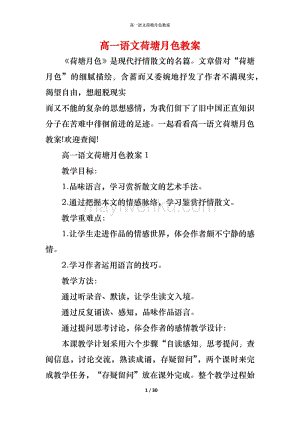 高一语文荷塘月色教案
高一语文荷塘月色教案
《荷塘月色》是现代抒情散文的名篇。文章借对“荷
塘月色”的细腻描绘，含蓄而又委婉地抒发了作者不满现实，
渴望自由，想超脱现实
而又不能的复杂的思想感情，为我们留下了旧中国正直知识
分子在苦难中徘徊前进的足迹。一起看看高一语文荷塘月色
教案!欢迎查阅!
高一语文荷塘月色教案 1
教学目标：
1.品味语言，学习赏析散文的艺术手法。
2.通过把握本文的情感脉络，学习鉴赏抒情散文。
教学重难点：
1.让学生走进作品的情感世界，体会作者颇不宁静的感
情。
2.学习作者运用语言的技巧。
教学方法：
通过听录音、默读，让学生读文入境。
通过反复诵读、感知，品味作品语言。
通过提问思考讨论，体会作者的感情教学设计：
本课教学计划采用六个步骤“自读感知，思考提问，查
阅信息，讨论交流，熟读成诵，存疑留问”，两个课时来完
成教学任务，“存疑留问”放在课外完成。整个教学过程始
1 / 30